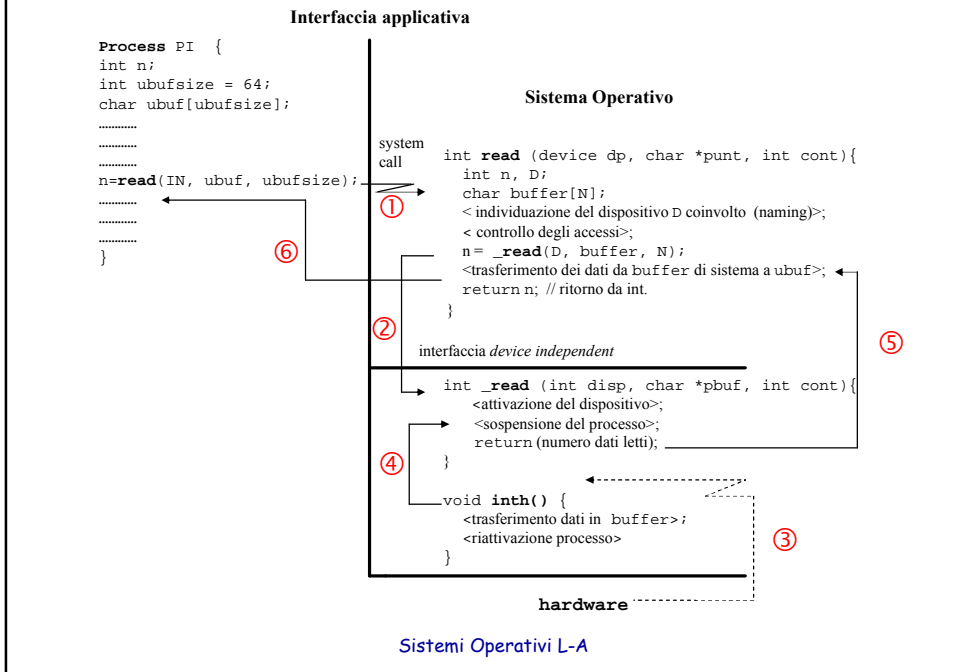 Interfaccia applicativa
Process PI {
int n;
int ubufsize = 64;
char ubuf[ubufsize];
…………
…………
…………
n=read(IN, ubuf, ubufsize);
…………
…………
…………
}
Sistema Operativo
system
call
①
int read (device dp, char *punt, int cont){
int n, D;
char buffer[N];
< individuazione del dispositivo D coinvolto (naming)>;
< controllo degli accessi>;
n= _read(D, buffer, N);
<trasferimento dei dati da buffer di sistema a ubuf>;
return n; // ritorno da int.
}
⑥
②
⑤
interfaccia device independent
int _read (int disp, char *pbuf, int cont){
<attivazione del dispositivo>;
<sospensione del processo>;
return (numero dati letti);
}
④
void inth() {
<trasferimento dati in buffer>;
<riattivazione processo>
}
③
hardware
Sistemi Operativi L-A